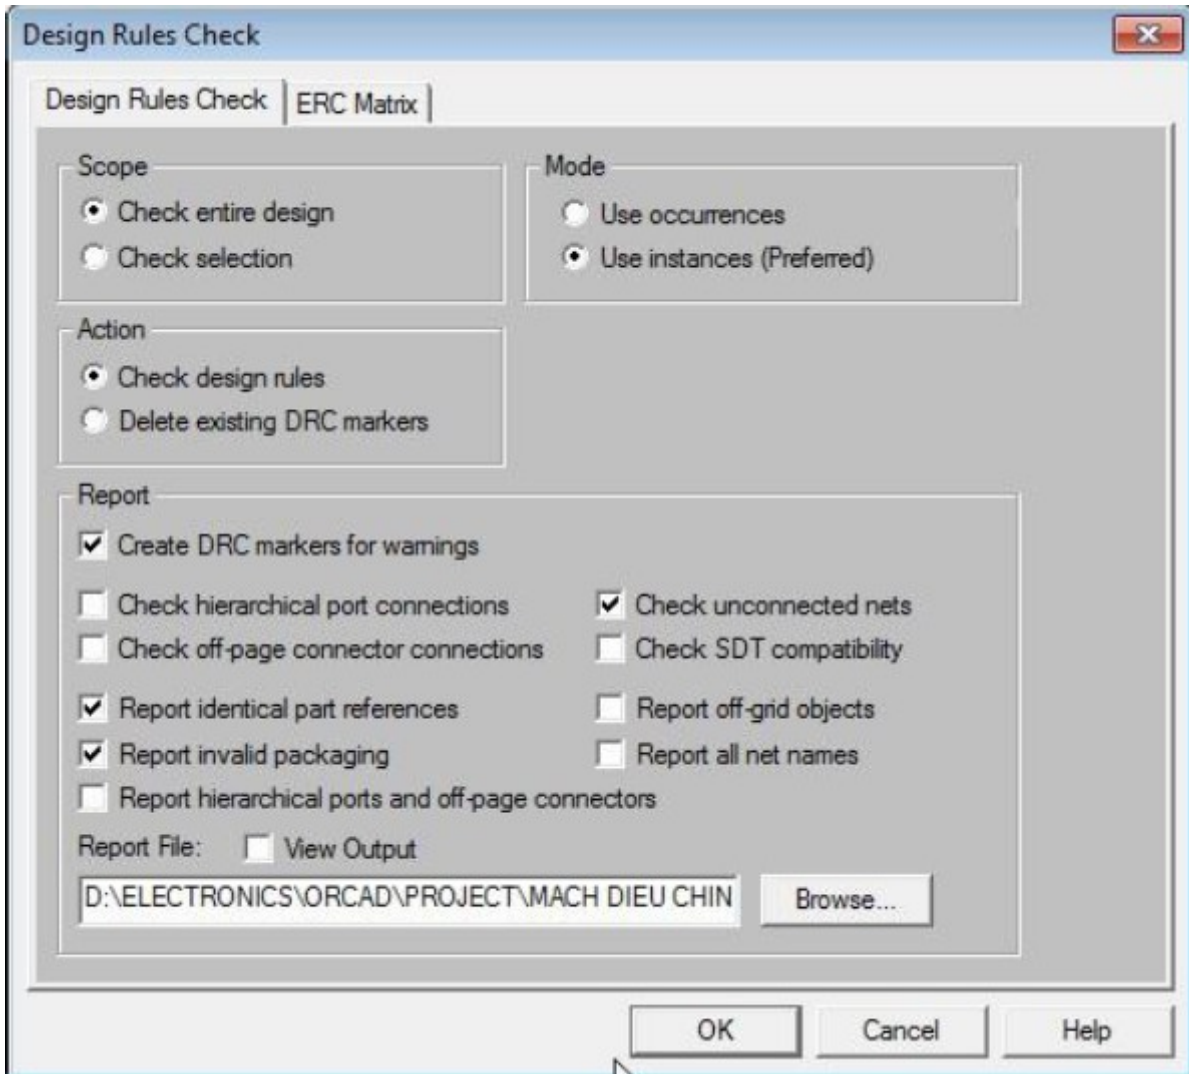 Design Rules Check
Design Rules Check
ERC Matrix
Scope
Check entire design
Check selection
Mode
Use occurrences
Use instances (Preferred)
Action
Check design rules
Delete existing DRC markers
Report
Create DRC markers for warnings
Check hierarchical port connections
Check unconnected nets
Check off-page connector connections
Check SDT compatibility
Report identical part references
Report off-grid objects
Report invalid packaging
Report all net names
Report hierarchical ports and off-page connectors
Report File:
View Output
D:\ELECTRONICS\ORCAD\PROJECT\MACH DIEU CHIN
Browse...
OK
Cancel
Help